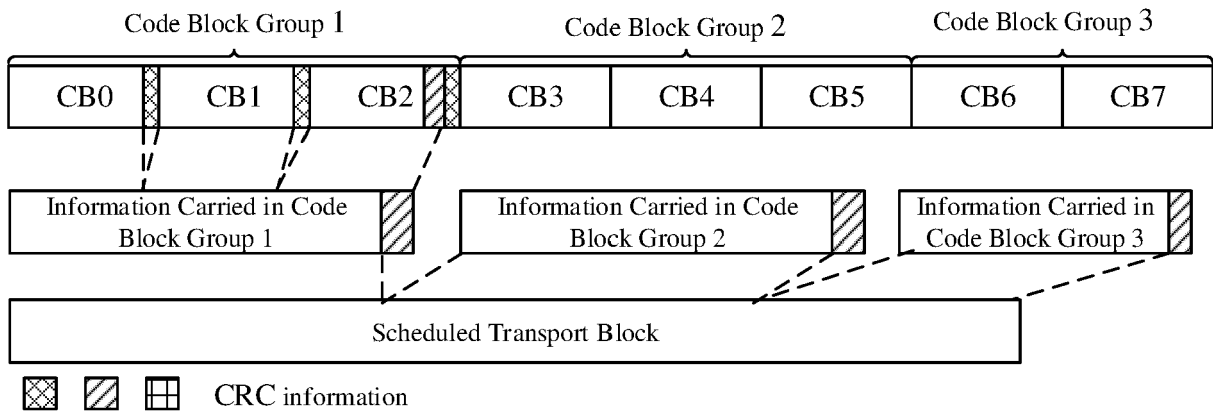 Code Block Group 1 Code Block Group 2 Code Block Group 3
CB0 CB1 CB2 CB3 CB4 CB5 CB6 CB7
Information Carried in Code Block Group 1
Information Carried in Code Block Group 2
Information Carried in Code Block Group 3
Scheduled Transport Block
CRC information